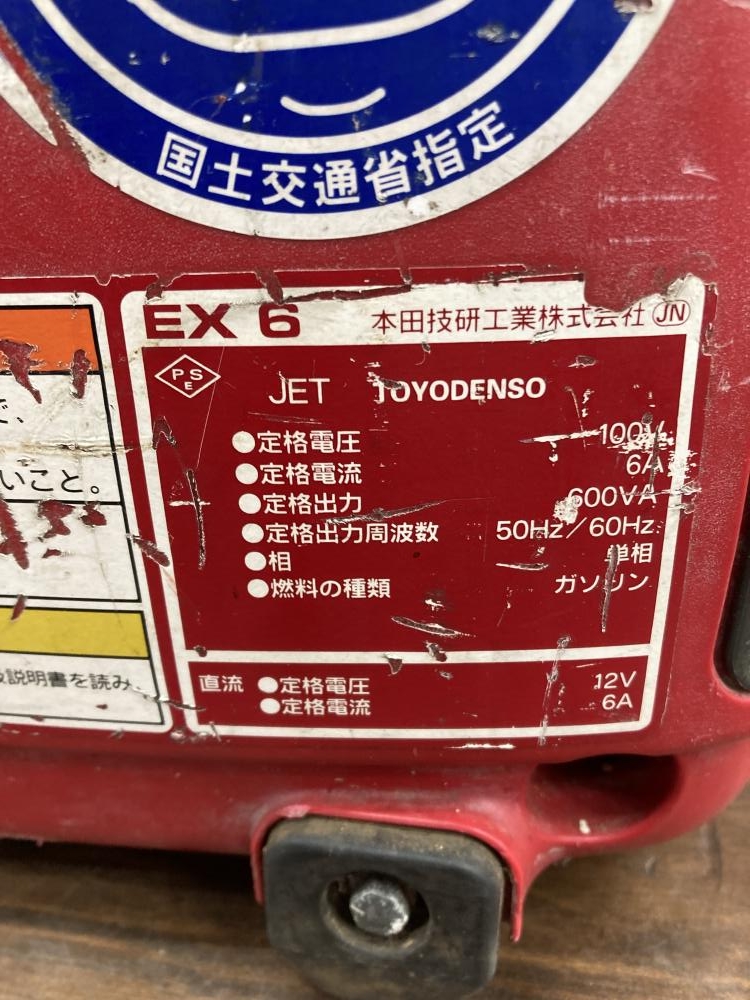 国土交通省指定
EX 6 本田技研工業株式会社 JN
PSE
JET TOYODENSO
●定格電圧 100V
●定格電流 6A
●定格出力 600VA
●定格出力周波数 50Hz/60Hz
●相 単相
●燃料の種類 ガソリン
直流 ●定格電圧 12V
●定格電流 6A
で、
いこと。
説明書を読み